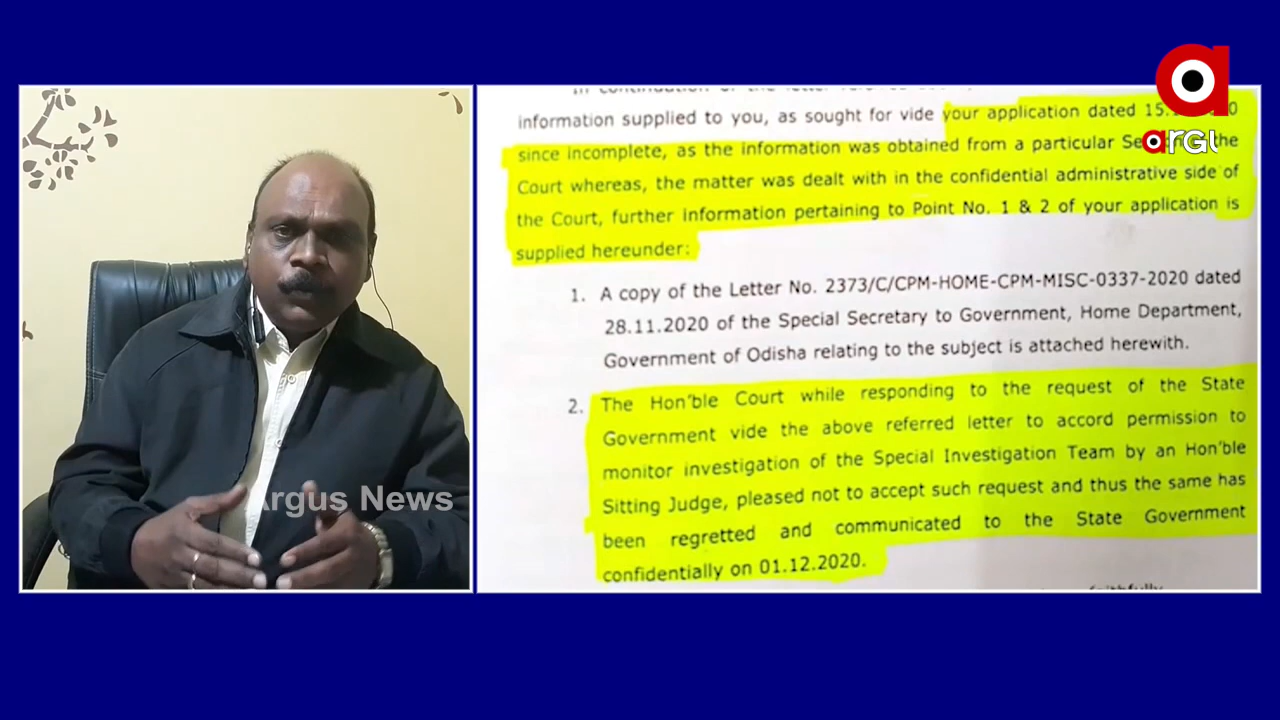 information supplied to you, as sought for vide your application dated 15.
since incomplete, as the information was obtained from a particular the
Court whereas, the matter was dealt with in the confidential administrative side of
the Court, further information pertaining to Point No. 1 & 2 of your application is
supplied hereunder:
1. A copy of the Letter No. 2373/C/CPM-HOME-CPM-MISC-0337-2020 dated
28.11.2020 of the Special Secretary to Government, Home Department,
Government of Odisha relating to the subject is attached herewith.
2. The Hon'ble Court while responding to the request of the State
Government vide the above referred letter to accord permission to
monitor investigation of the Special Investigation Team by an Hon'ble
Sitting Judge, pleased not to accept such request and thus the same has
been regretted and communicated to the State Government
confidentially on 01.12.2020.
Argus News
a